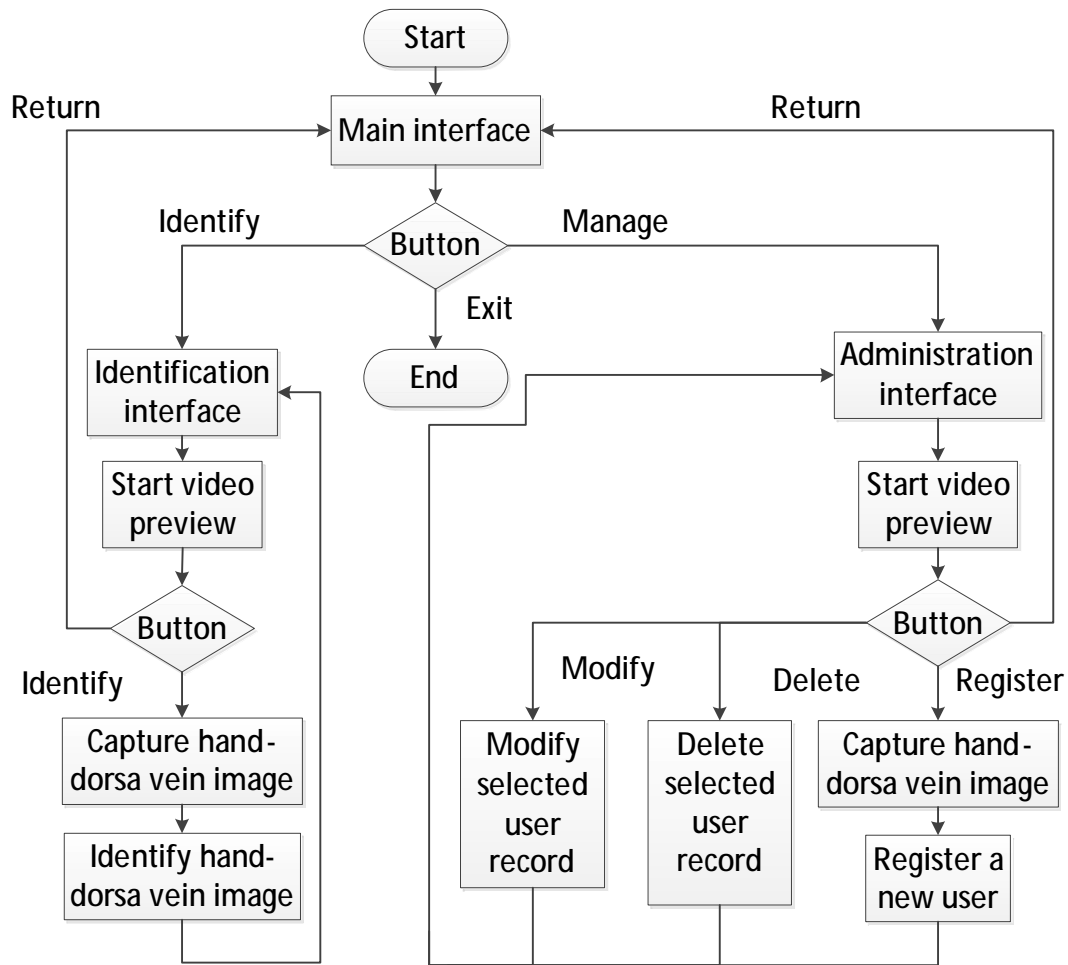 Start
Return
Return
Main interface
Identify
Manage
Button
Exit
End
Identification
interface
Administration
interface
Start video
preview
Start video
preview
Button
Button
Identify
Modify
Delete
Register
Capture hand-
dorsa vein image
Modify
selected
user
record
Delete
selected
user
record
Capture hand-
dorsa vein image
Identify hand-
dorsa vein image
Register a
new user